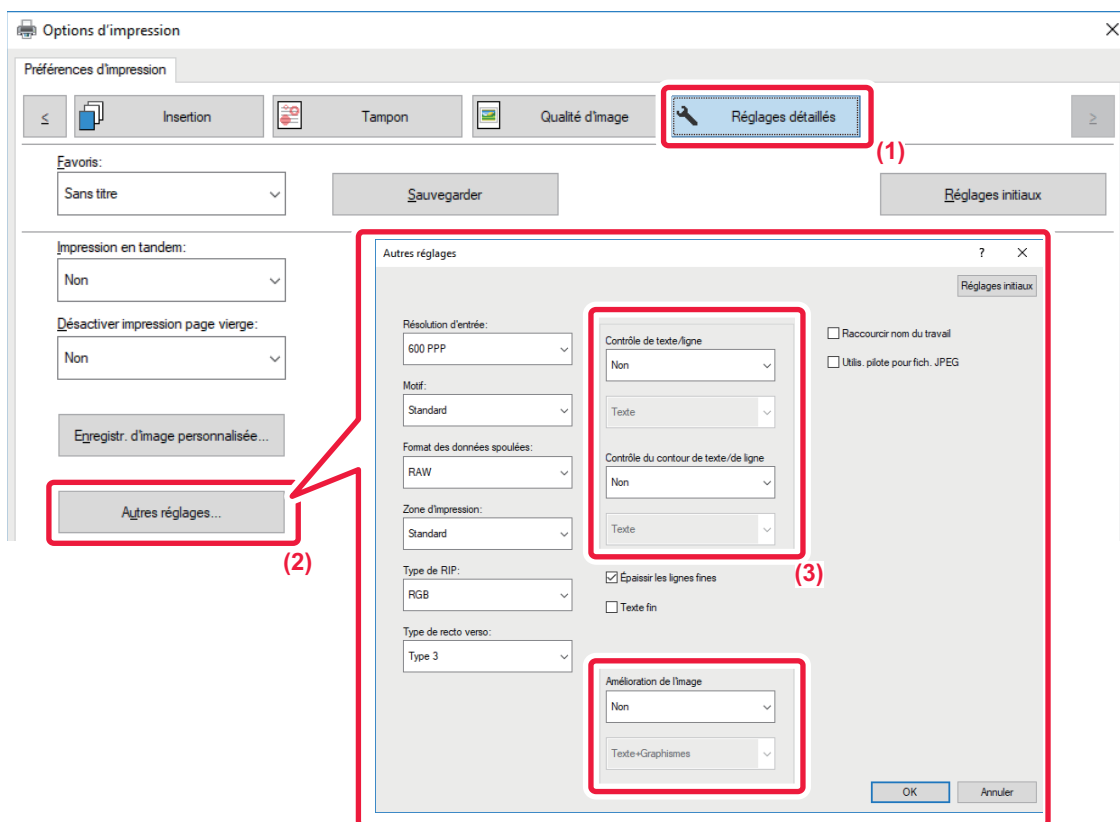 Options d'impression
Préférences d'impression
<
Insertion
Tampon
Qualité d'image
Réglages détaillés
>
(1)
Favoris:
Sans titre
Sauvegarder
Réglages initiaux
Impression en tandem:
Non
Désactiver impression page vierge:
Non
Enregistr. d'image personnalisée...
Autres réglages...
(2)
Autres réglages
?
Réglages initiaux
Résolution d'entrée:
600 PPP
Motif:
Standard
Format des données spoulées:
RAW
Zone d'impression:
Standard
Type de RIP:
RGB
Type de recto verso:
Type 3
Contrôle de texte/ligne
Non
Texte
Contrôle du contour de texte/de ligne
Non
Texte
(3)
Épaissir les lignes fines
Texte fin
Amélioration de l'image
Non
Texte+Graphismes
Raccourcir nom du travail
Utilis. pilote pour fich. JPEG
OK
Annuler